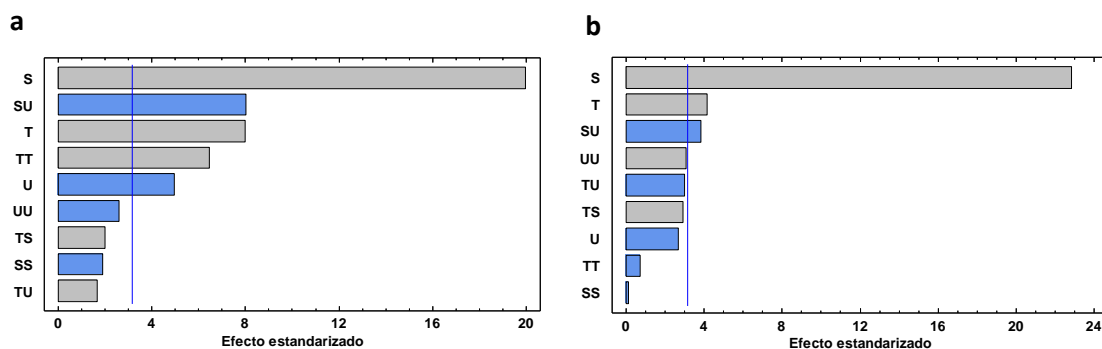 a
S
SU
T
TT
U
UU
TS
SS
TU
0 4 8 12 16 20
Efecto estandarizado
b
S
T
SU
UU
TU
TS
U
TT
SS
0 4 8 12 16 20 24
Efecto estandarizado